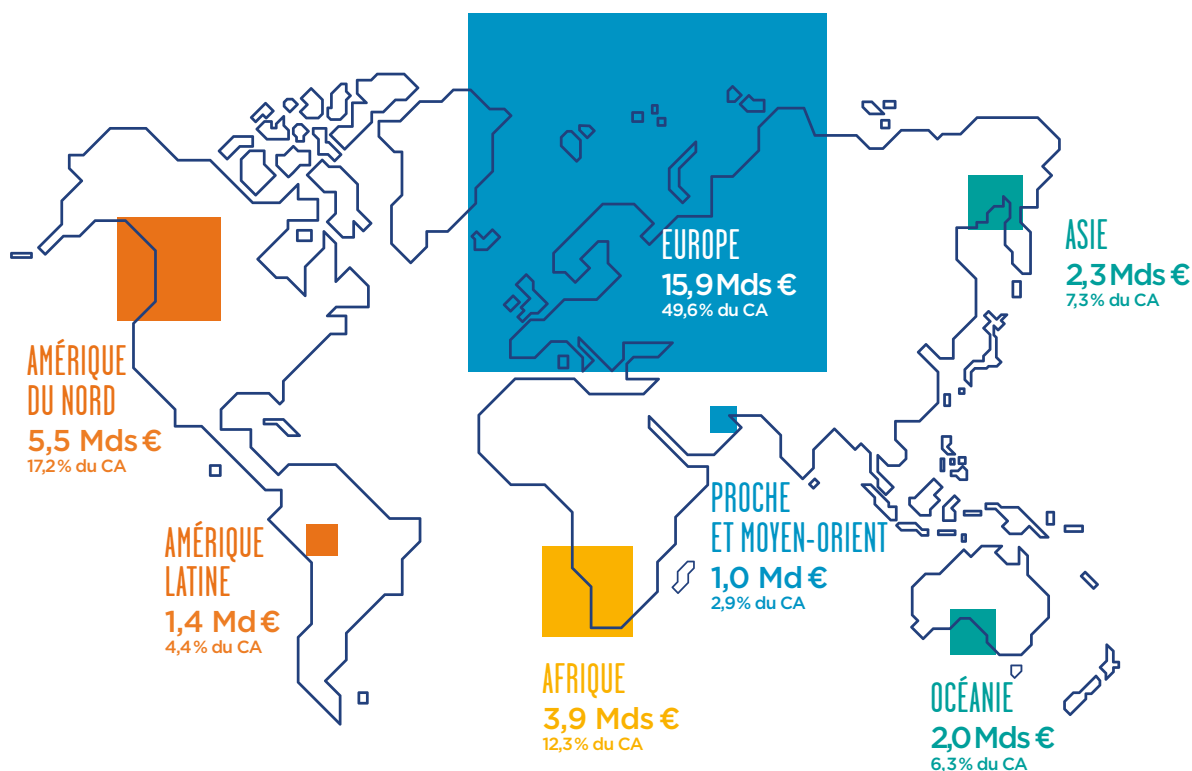 EUROPE
15,9 Mds €
49,6% du CA
ASIE
2,3 Mds €
7,3% du CA
AMÉRIQUE
DU NORD
5,5 Mds €
17,2% du CA
PROCHE
ET MOYEN-ORIENT
1,0 Md €
2,9% du CA
AMÉRIQUE
LATINE
1,4 Md €
4,4% du CA
AFRIQUE
3,9 Mds €
12,3% du CA
OCÉANIE
2,0 Mds €
6,3% du CA